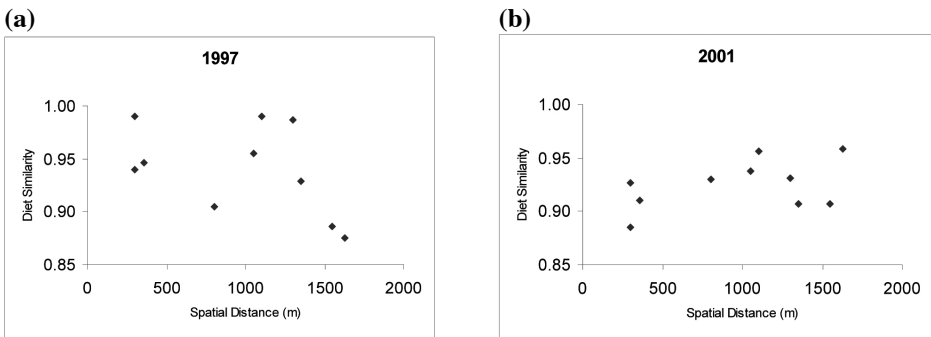 (a)
1997
1.00
0.95
0.90
0.85
Diet Similarity
0 500 1000 1500 2000
Spatial Distance (m)
(b)
2001
1.00
0.95
0.90
0.85
Diet Similarity
0 500 1000 1500 2000
Spatial Distance (m)